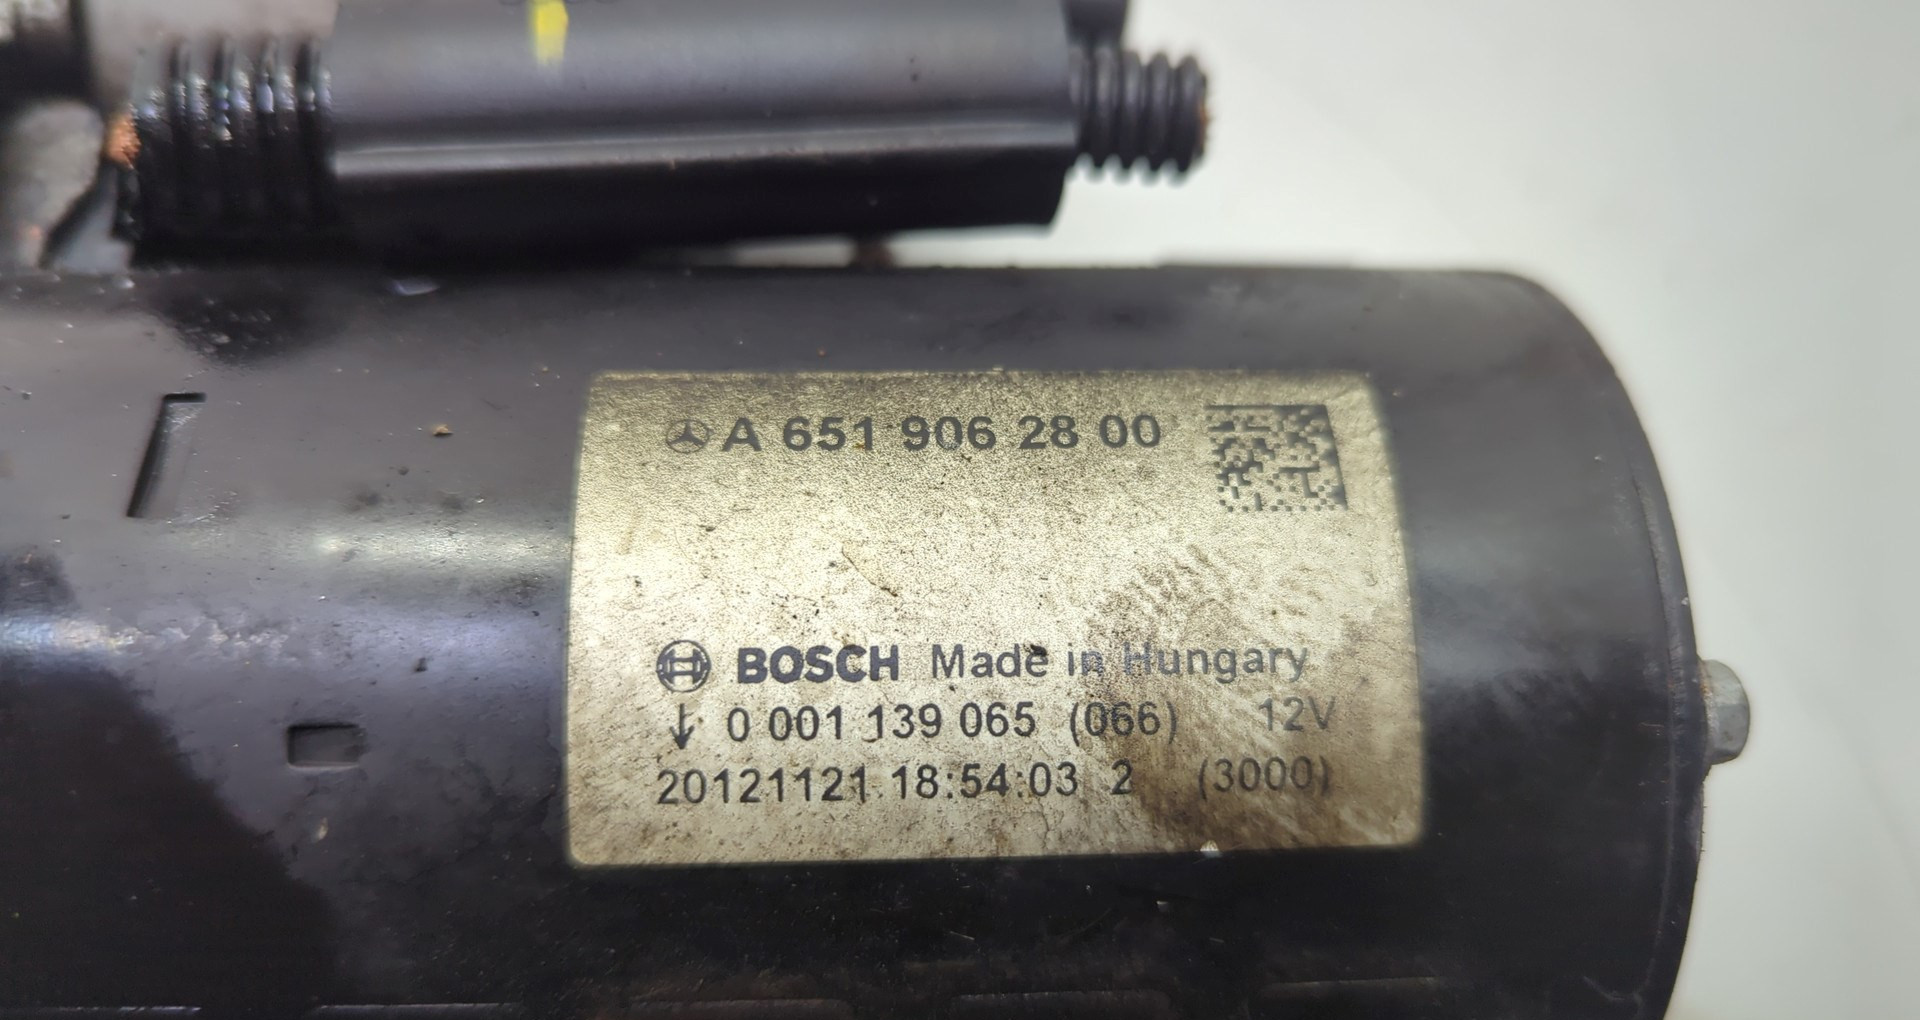 A 651 906 28 00
BOSCH Made in Hungary
↓ 0 001 139 065 (066) 12V
20121121 18:54:03 2 (3000)